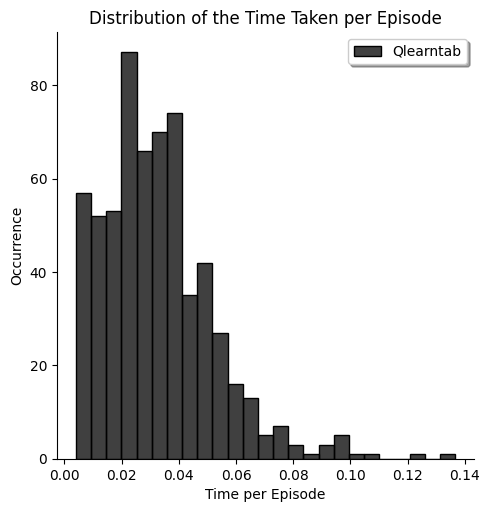 Distribution of the Time Taken per Episode
Qlearntab
80
60
40
20
0
Occurrence
0.00 0.02 0.04 0.06 0.08 0.10 0.12 0.14
Time per Episode